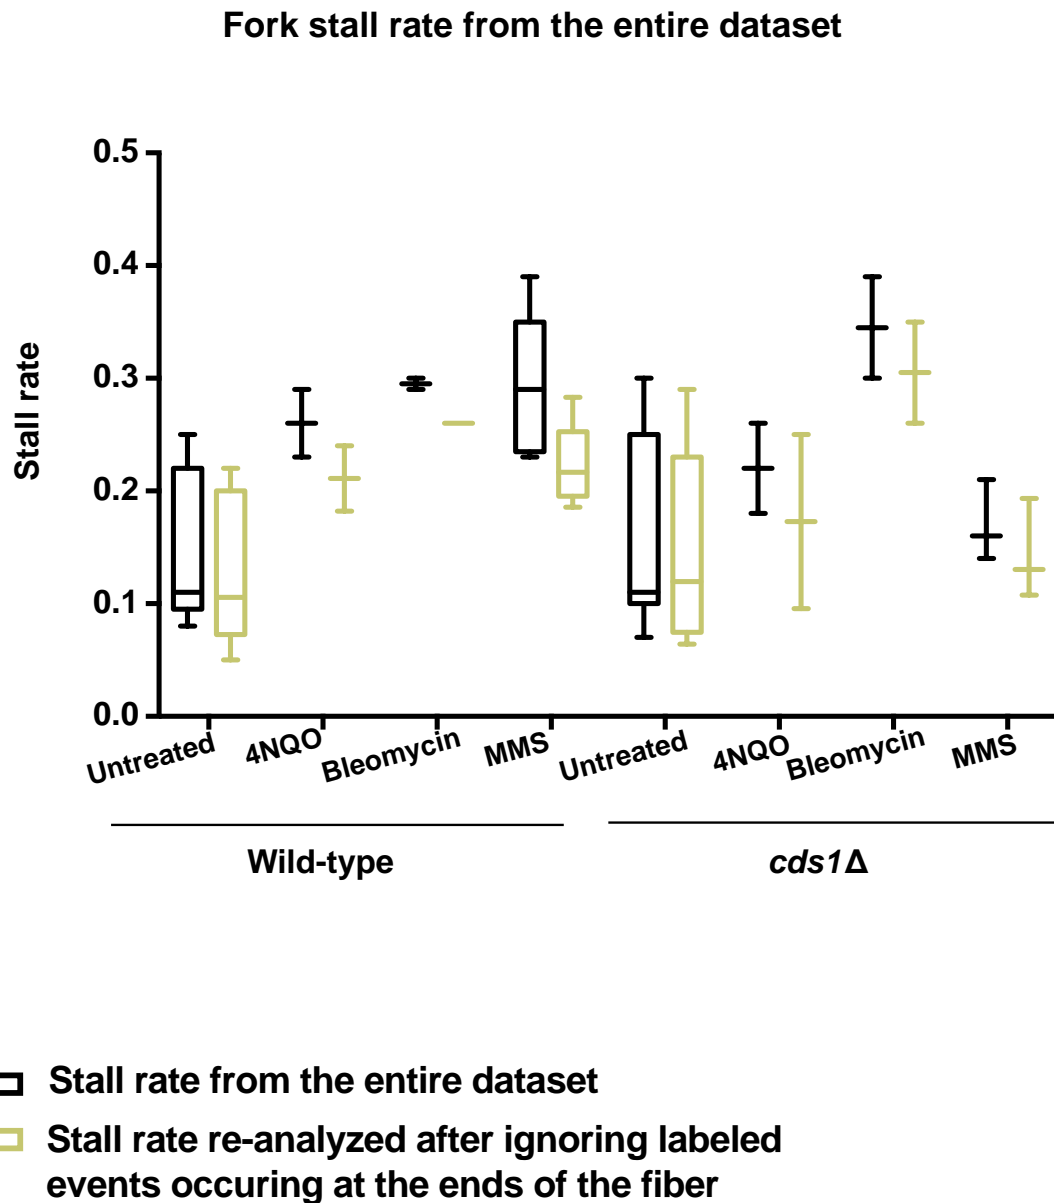 Fork stall rate from the entire dataset
0.5
0.4
0.3
0.2
0.1
0.0
Stall rate
Untreated 4NQO Bleomycin MMS Untreated 4NQO Bleomycin MMS
Wild-type cds1Δ
Stall rate from the entire dataset
Stall rate re-analyzed after ignoring labeled
events occuring at the ends of the fiber